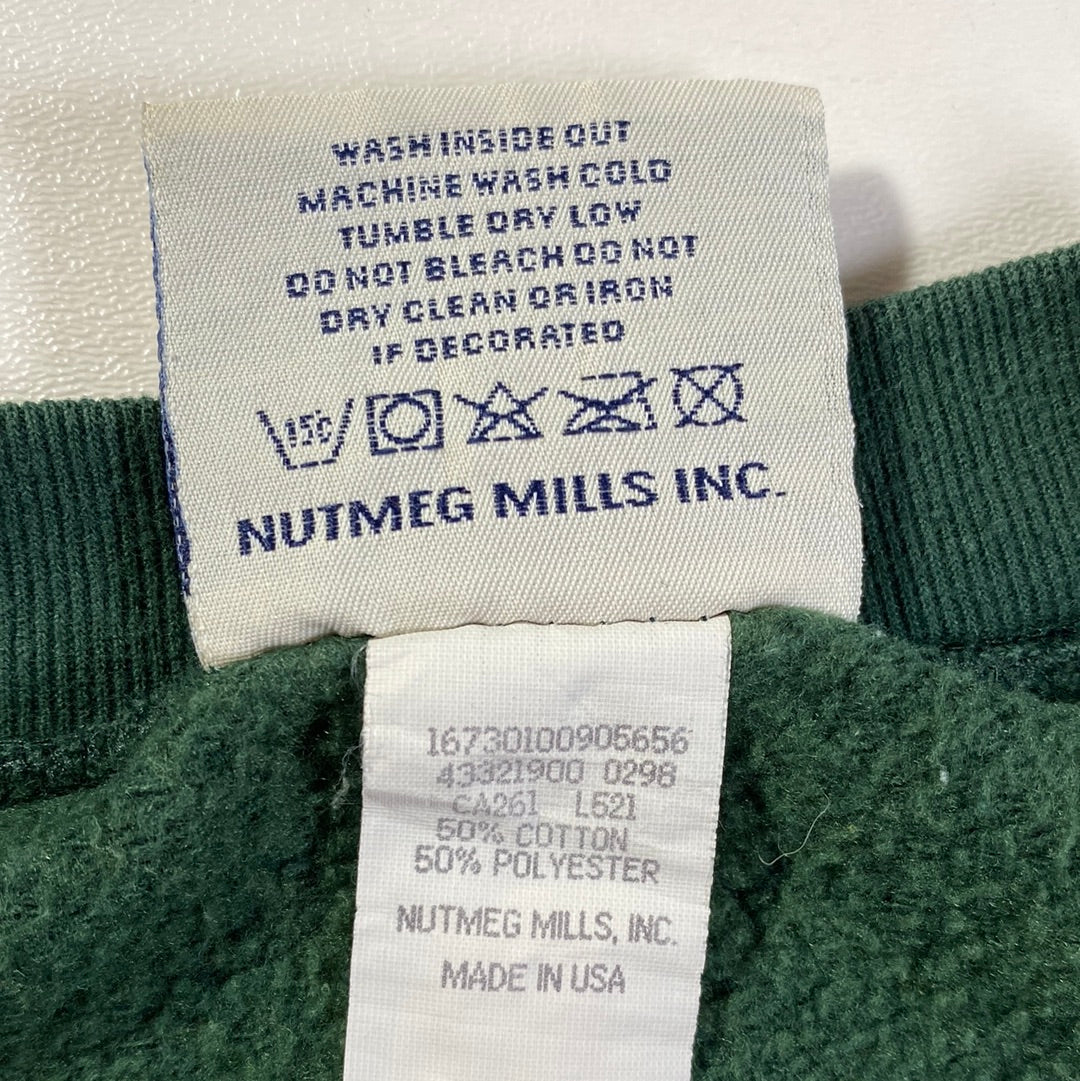 WASH INSIDE OUT
MACHINE WASH COLD
TUMBLE DRY LOW
DO NOT BLEACH DO NOT
DRY CLEAN OR IRON
IF DECORATED
15C
NUTMEG MILLS INC.
16730100905656
43321900 0298
CA261 L521
50% COTTON
50% POLYESTER
NUTMEG MILLS, INC.
MADE IN USA